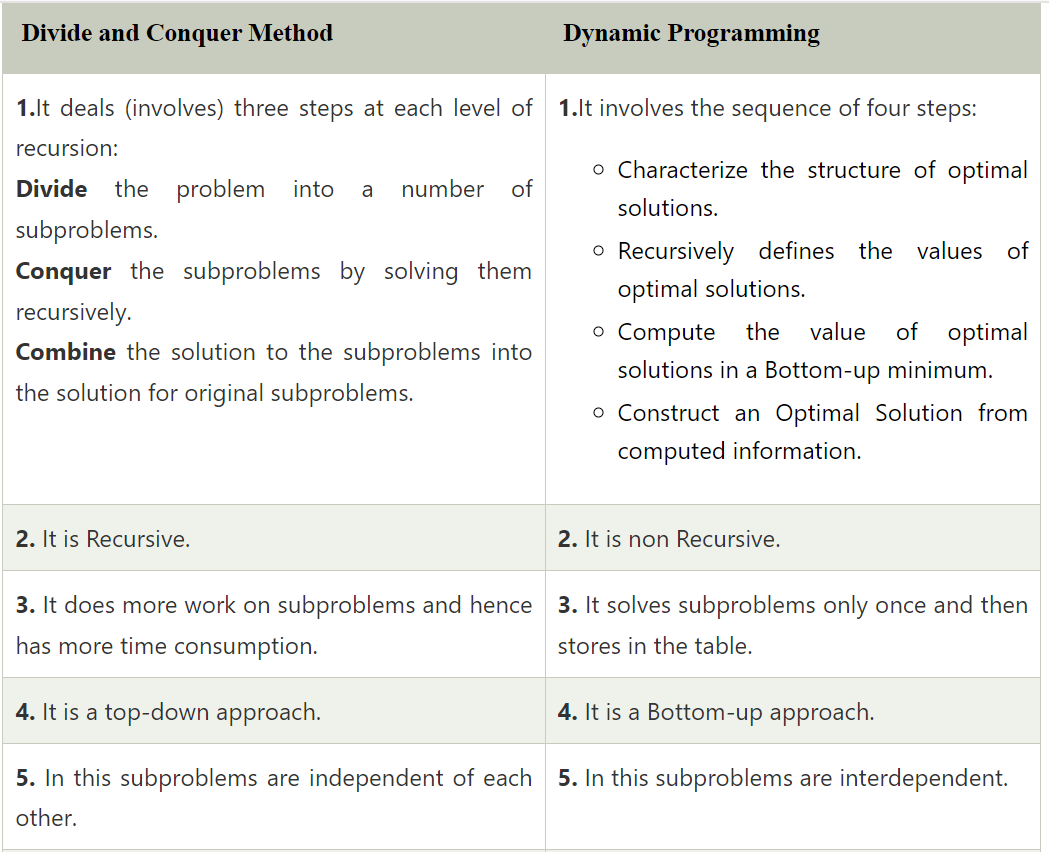 Divide and Conquer Method
Dynamic Programming
1.It deals (involves) three steps at each level of
recursion:
Divide the problem into a number of
subproblems.
Conquer the subproblems by solving them
recursively.
Combine the solution to the subproblems into
the solution for original subproblems.
1.It involves the sequence of four steps:
Characterize the structure of optimal
solutions.
Recursively defines the values of
optimal solutions.
Compute the value of optimal
solutions in a Bottom-up minimum.
Construct an Optimal Solution from
computed information.
2. It is Recursive.
2. It is non Recursive.
3. It does more work on subproblems and hence
has more time consumption.
3. It solves subproblems only once and then
stores in the table.
4. It is a top-down approach.
4. It is a Bottom-up approach.
5. In this subproblems are independent of each
other.
5. In this subproblems are interdependent.